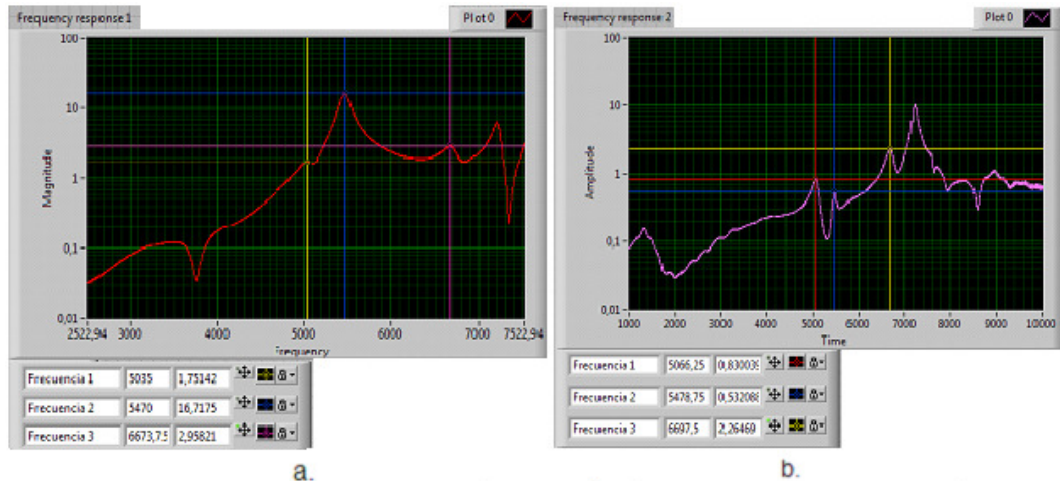 Frequency response 1
Plot 0
100
10
1
0,1
0,01
Magnitude
2522,94
3000
4000
5000
6000
7000
7522,94
Frequency
Frecuencia 1 5035 1,75142
Frecuencia 2 5470 16,7175
Frecuencia 3 6673,7 2,95821
a.
Frequency response 2
Plot 0
100
10
1
0,1
0,01
Amplitude
1000 2000 3000 4000 5000 6000 7000 8000 9000 10000
Time
Frecuencia 1 5066,25
Frecuencia 2 5478,75
Frecuencia 3 6697,5
b.